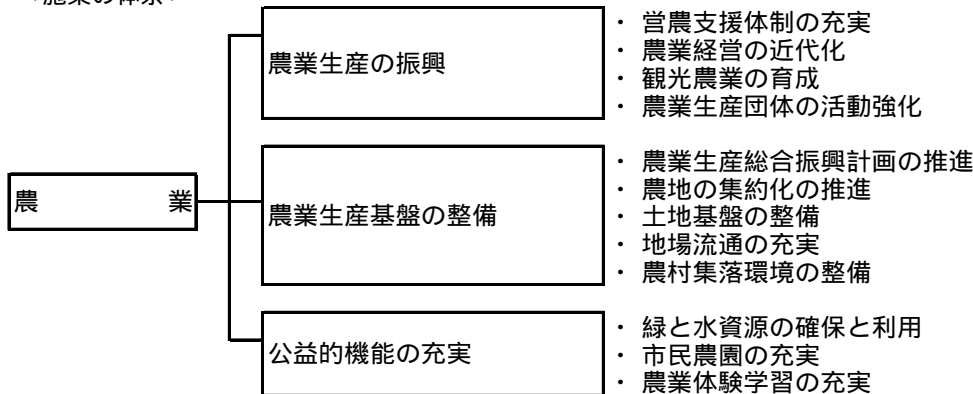 農業生産の振興
・ 営農支援体制の充実
・ 農業経営の近代化
・ 観光農業の育成
・ 農業生産団体の活動強化
農　　　　業
農業生産基盤の整備
・ 農業生産総合振興計画の推進
・ 農地の集約化の推進
・ 土地基盤の整備
・ 地場流通の充実
・ 農村集落環境の整備
公益的機能の充実
・ 緑と水資源の確保と利用
・ 市民農園の充実
・ 農業体験学習の充実